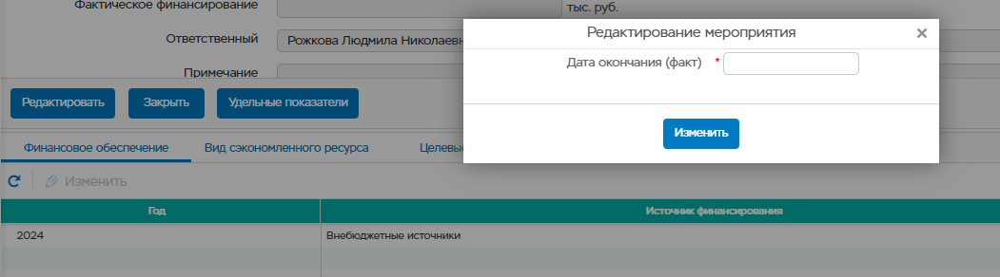 Фактическое финансирование
тыс. руб.
Редактирование мероприятия
Ответственный
Рожкова Людмила Николаевн
Дата окончания (факт) *
Примечание
Редактировать
Закрыть
Удельные показатели
Изменить
Финансовое обеспечение
Вид сэкономленного ресурса
Целевые
Изменить
Год
Источник финансирования
2024
Внебюджетные источники